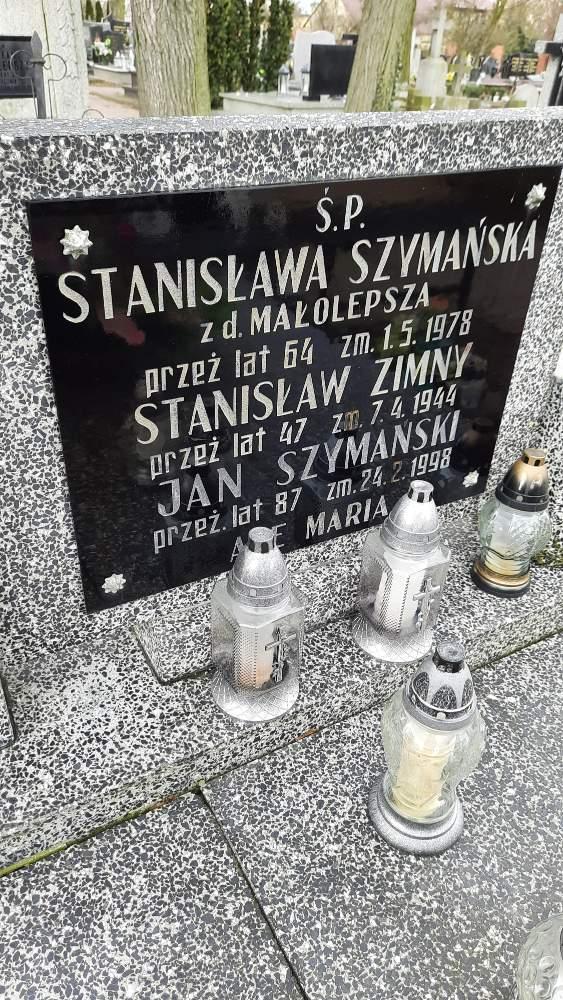 Ś.P.
STANISŁAWA SZYMAŃSKA
z d. MAŁOLEPSZA
przeż lat 64 zm. 1.5. 1978
STANISŁAW ZIMNY
przeż lat 47 zm. 7.4. 1944
JAN SZYMAŃSKI
przeż. lat 87 zm. 24.2. 1998
MARIA